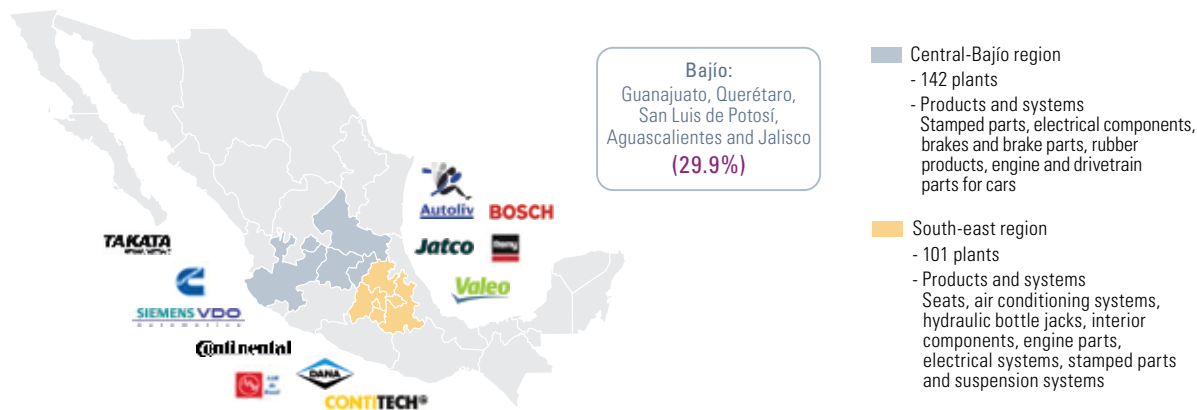 Bajío:
Guanajuato, Querétaro,
San Luis de Potosí,
Aguascalientes and Jalisco
(29.9%)
Central-Bajío region
- 142 plants
- Products and systems
Stamped parts, electrical components,
brakes and brake parts, rubber
products, engine and drivetrain
parts for cars
South-east region
- 101 plants
- Products and systems
Seats, air conditioning systems,
hydraulic bottle jacks, interior
components, engine parts,
electrical systems, stamped parts
and suspension systems
Autoliv
BOSCH
Jatco
Valeo
TAKATA
SIEMENS VDO
Automotive
Continental
DANA
CONTITECH®